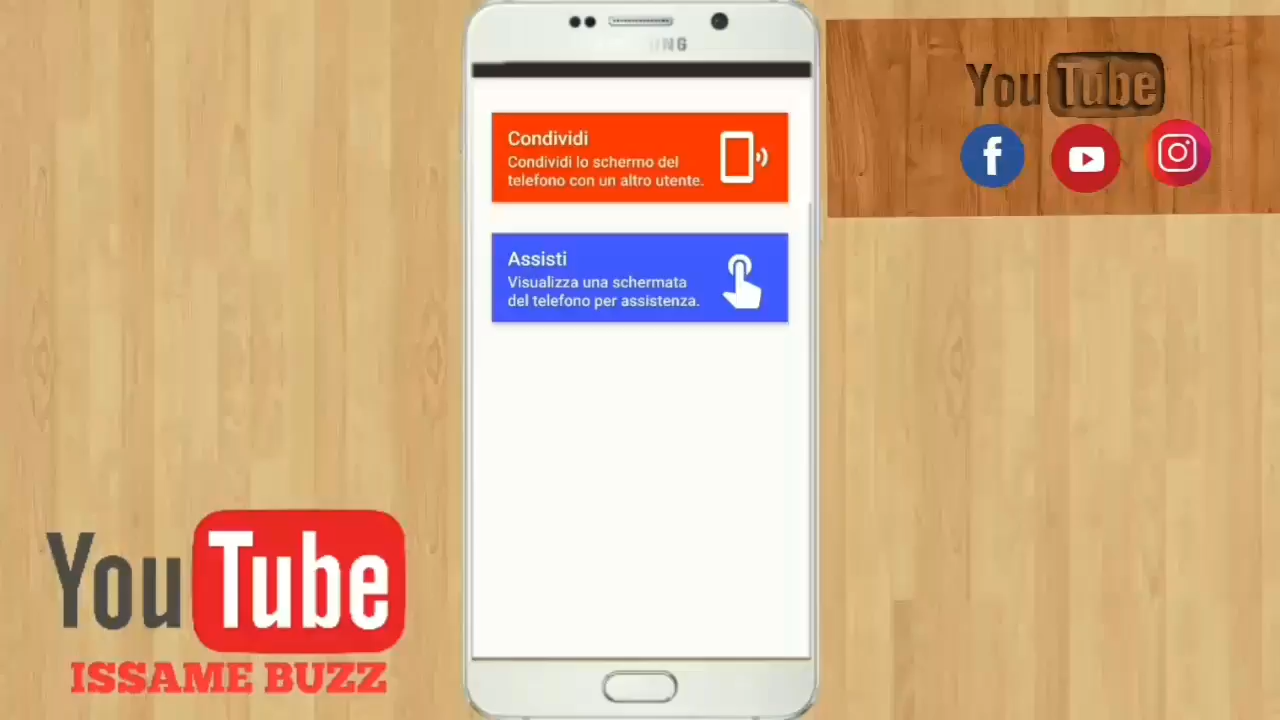 YouTube
Condividi
Condividi lo schermo del
telefono con un altro utente.
Assisti
Visualizza una schermata
del telefono per assistenza.
YouTube
ISSAME BUZZ